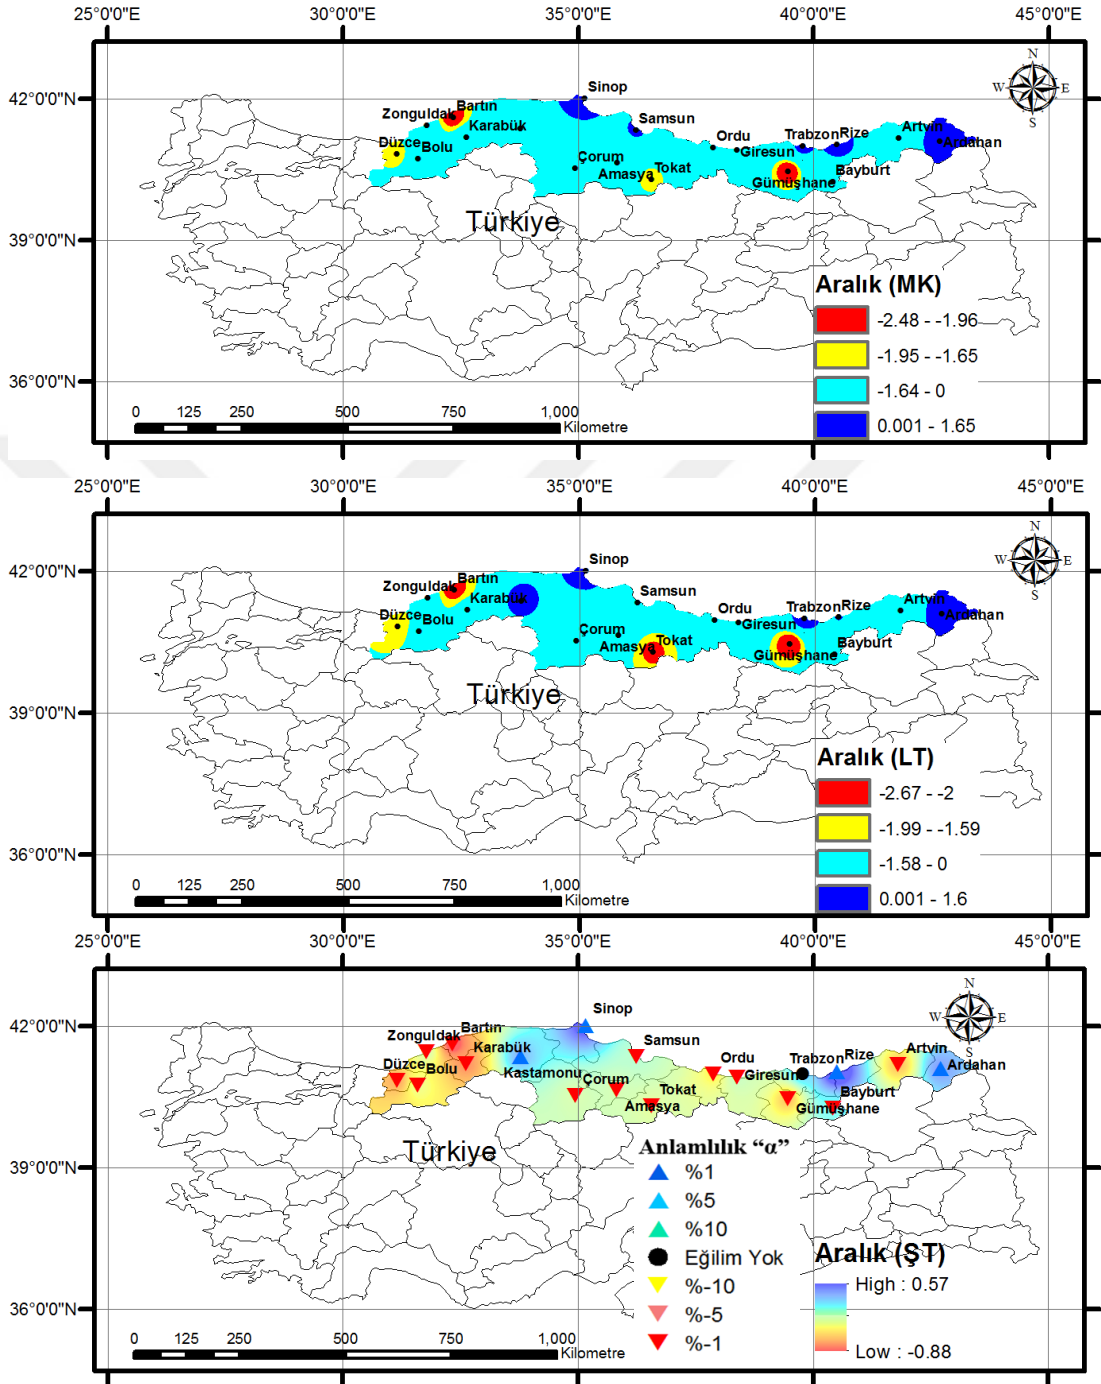 25°0'0"E 30°0'0"E 35°0'0"E 40°0'0"E 45°0'0"E
N
W E
S
42°0'0"N
39°0'0"N
36°0'0"N
Sinop
Zonguldak
Bartın
Karabük
Samsun
Düzce
Bolu
Ordu
Trabzon
Rize
Artvin
Ardahan
Çorum
Giresun
Amasya
Tokat
Gümüşhane
Bayburt
Türkiye
Aralık (MK)
-2.48 - -1.96
-1.95 - -1.65
-1.64 - 0
0.001 - 1.65
0 125 250 500 750 1,000
Kilometre
25°0'0"E 30°0'0"E 35°0'0"E 40°0'0"E 45°0'0"E
N
W E
S
42°0'0"N
39°0'0"N
36°0'0"N
Sinop
Zonguldak
Bartın
Karabük
Samsun
Düzce
Bolu
Ordu
Trabzon
Rize
Artvin
Ardahan
Çorum
Giresun
Amasya
Tokat
Gümüşhane
Bayburt
Türkiye
Aralık (LT)
-2.67 - -2
-1.99 - -1.59
-1.58 - 0
0.001 - 1.6
0 125 250 500 750 1,000
Kilometre
25°0'0"E 30°0'0"E 35°0'0"E 40°0'0"E 45°0'0"E
N
W E
S
42°0'0"N
39°0'0"N
36°0'0"N
Sinop
Zonguldak
Bartın
Karabük
Samsun
Düzce
Bolu
Kastamonu
Ordu
Trabzon
Rize
Artvin
Ardahan
Çorum
Giresun
Tokat
Amasya
Bayburt
Gümüşhane
Türkiye
Anlamlılık “α”
%1
%5
%10
Eğilim Yok
%-10
%-5
%-1
Aralık (ŞT)
High : 0.57
Low : -0.88
0 125 250 500 750 1,000
Kilometre